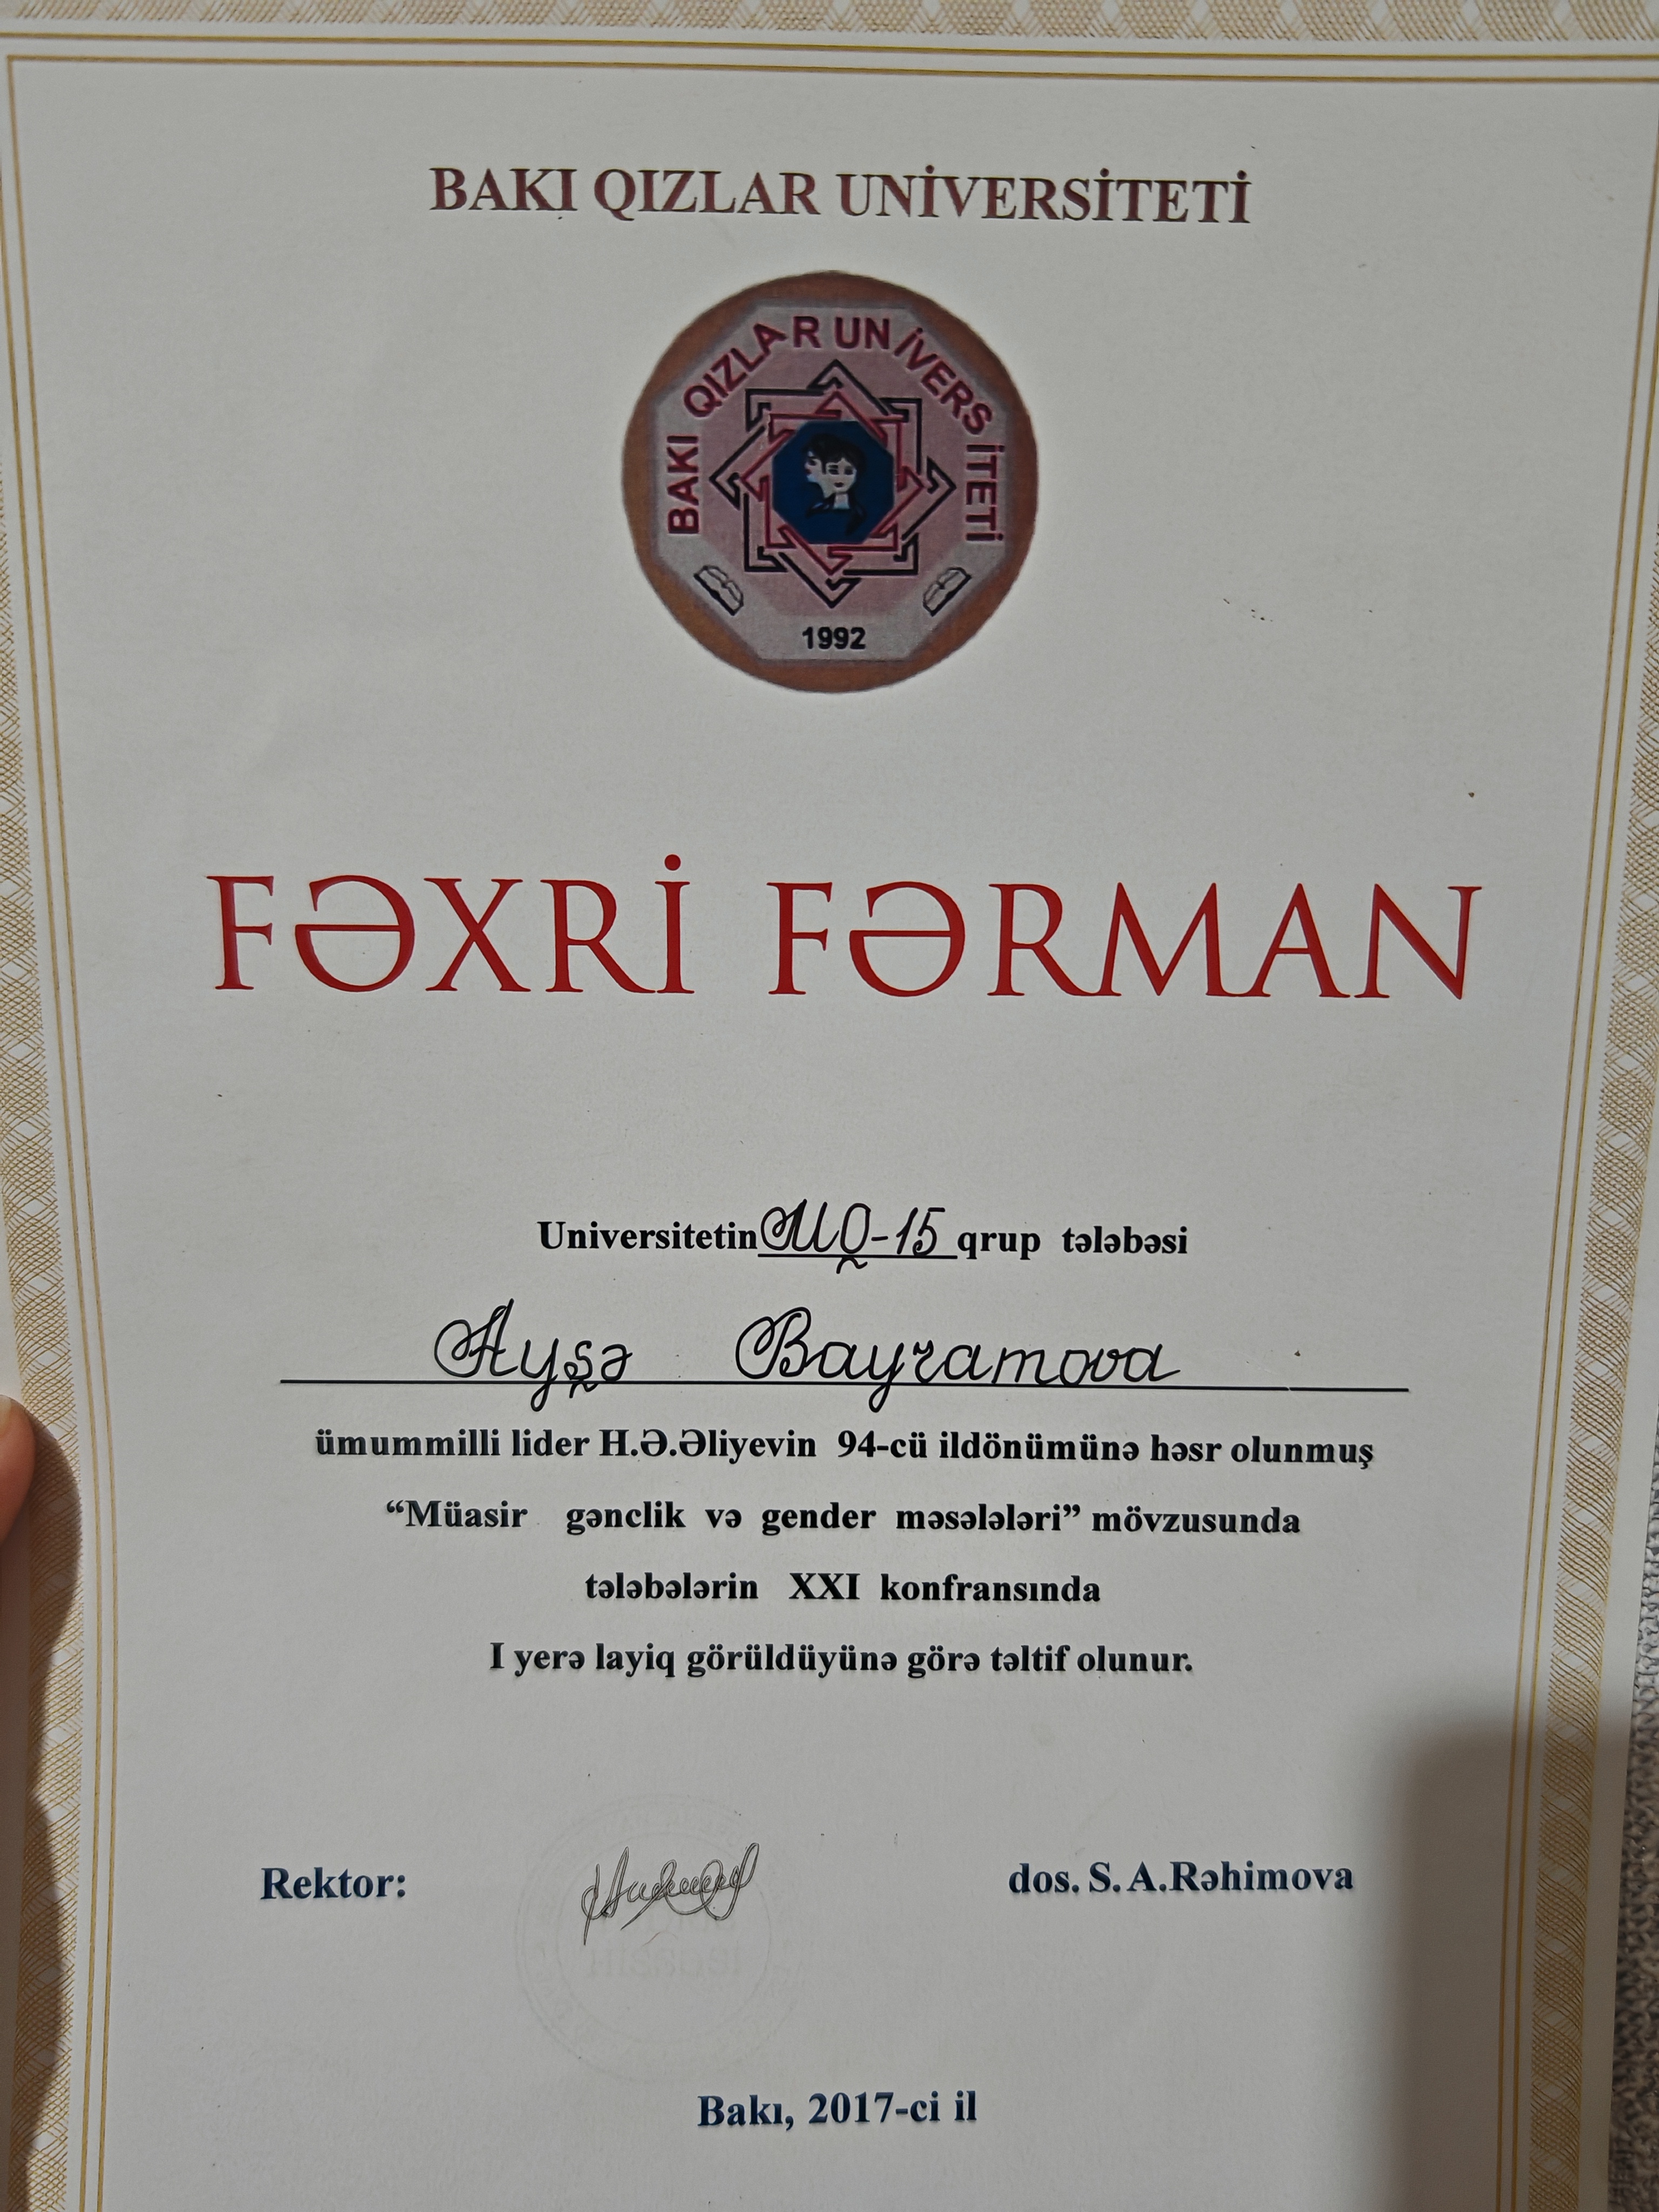 BAKI QIZLAR UNİVERSİTETİ
BAKI QIZLAR UNİVERSİTETİ
1992
FƏXRİ FƏRMAN
Universitetin MQ-15 qrup tələbəsi
Ayşə Bayramova
ümummilli lider H.Ə.Əliyevin 94-cü ildönümünə həsr olunmuş
“Müasir gənclik və gender məsələləri” mövzusunda
tələbələrin XXI konfransında
I yerə layiq görüldüyünə görə təltif olunur.
Rektor: dos. S. A.Rəhimova
Bakı, 2017-ci il